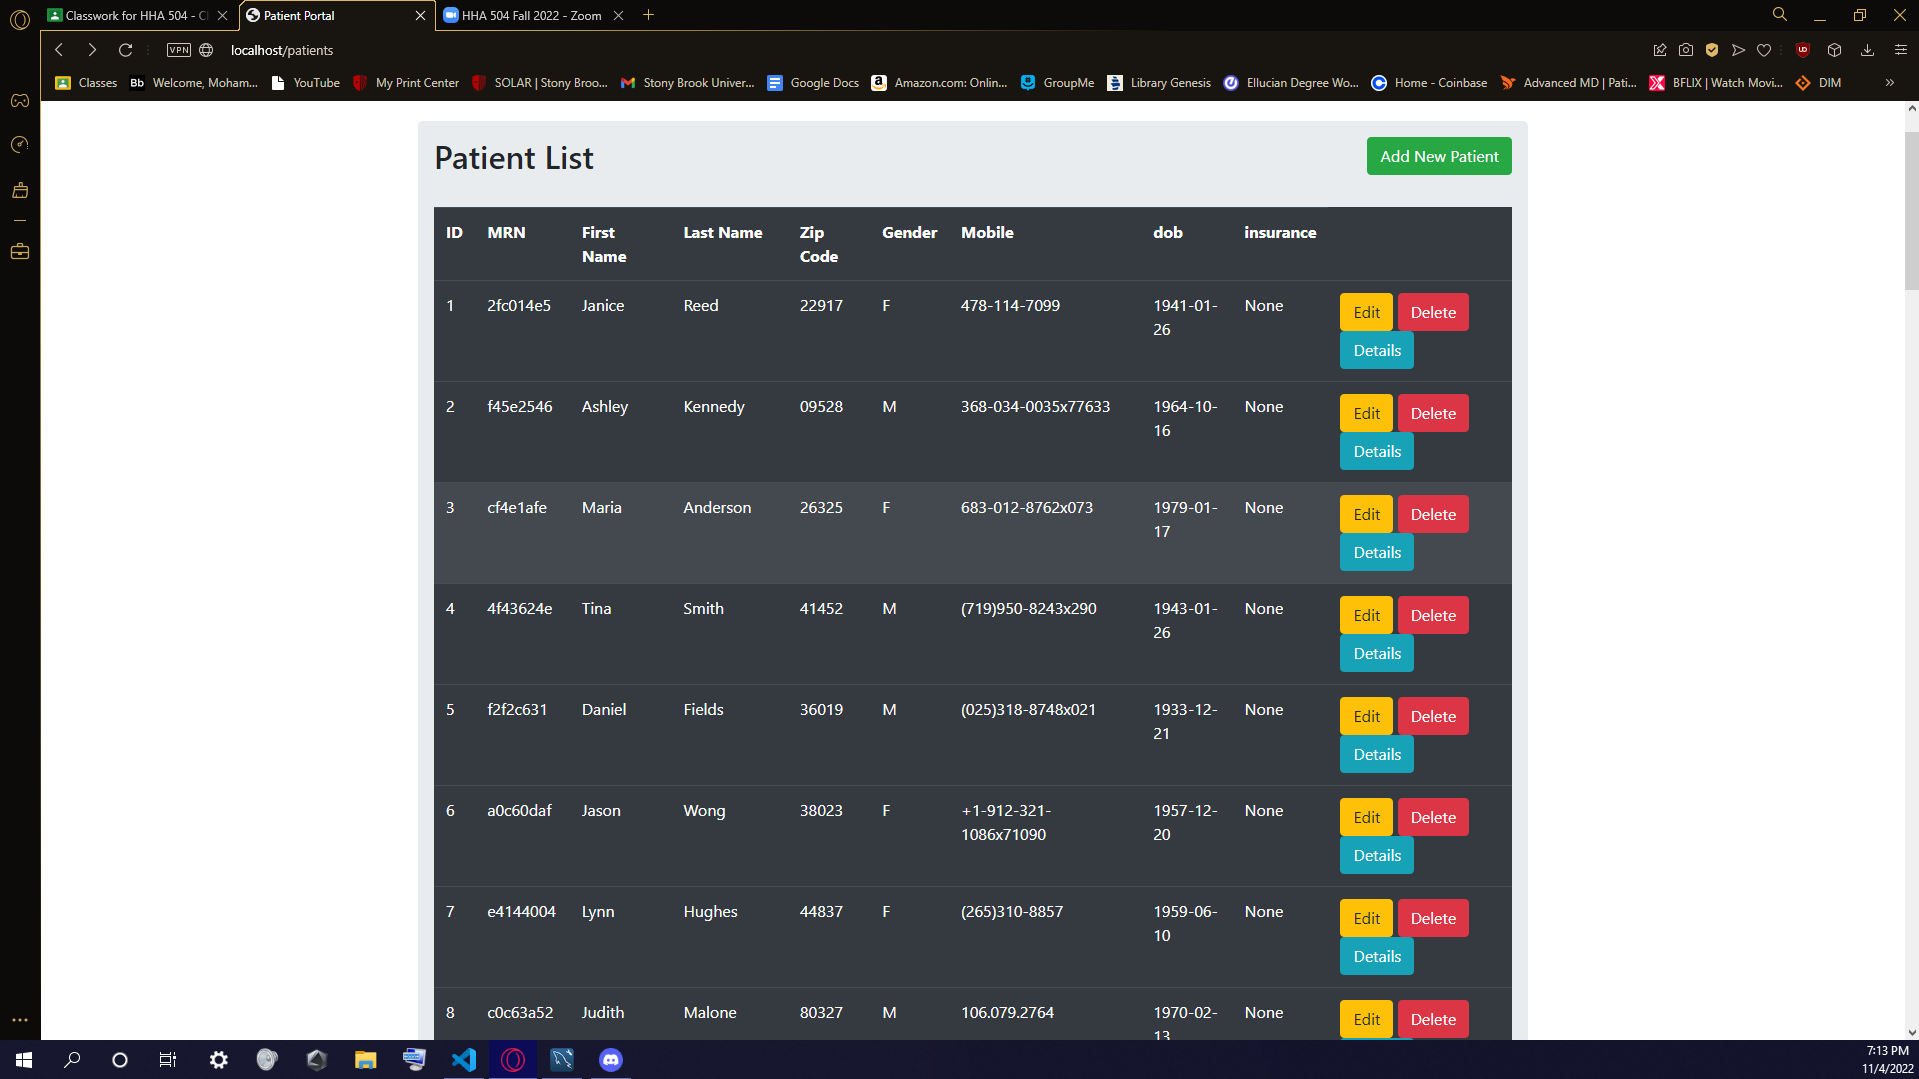 Classwork for HHA 504 - Cl
Patient Portal
HHA 504 Fall 2022 - Zoom
VPN
localhost/patients
Classes
Bb Welcome, Moham...
YouTube
My Print Center
SOLAR | Stony Broo...
Stony Brook Univer...
Google Docs
Amazon.com: Onlin...
GroupMe
Library Genesis
Ellucian Degree Wo...
Home - Coinbase
Advanced MD | Pati...
BFLIX | Watch Movi...
DIM
Patient List
Add New Patient
ID MRN First Name Last Name Zip Code Gender Mobile dob insurance
1 2fc014e5 Janice Reed 22917 F 478-114-7099 1941-01-26 None Edit Delete
Details
2 f45e2546 Ashley Kennedy 09528 M 368-034-0035x77633 1964-10-16 None Edit Delete
Details
3 cf4e1afe Maria Anderson 26325 F 683-012-8762x073 1979-01-17 None Edit Delete
Details
4 4f43624e Tina Smith 41452 M (719)950-8243x290 1943-01-26 None Edit Delete
Details
5 f2f2c631 Daniel Fields 36019 M (025)318-8748x021 1933-12-21 None Edit Delete
Details
6 a0c60daf Jason Wong 38023 F +1-912-321-1086x71090 1957-12-20 None Edit Delete
Details
7 e4144004 Lynn Hughes 44837 F (265)310-8857 1959-06-10 None Edit Delete
Details
8 c0c63a52 Judith Malone 80327 M 106.079.2764 1970-02-13 None Edit Delete
7:13 PM
11/4/2022